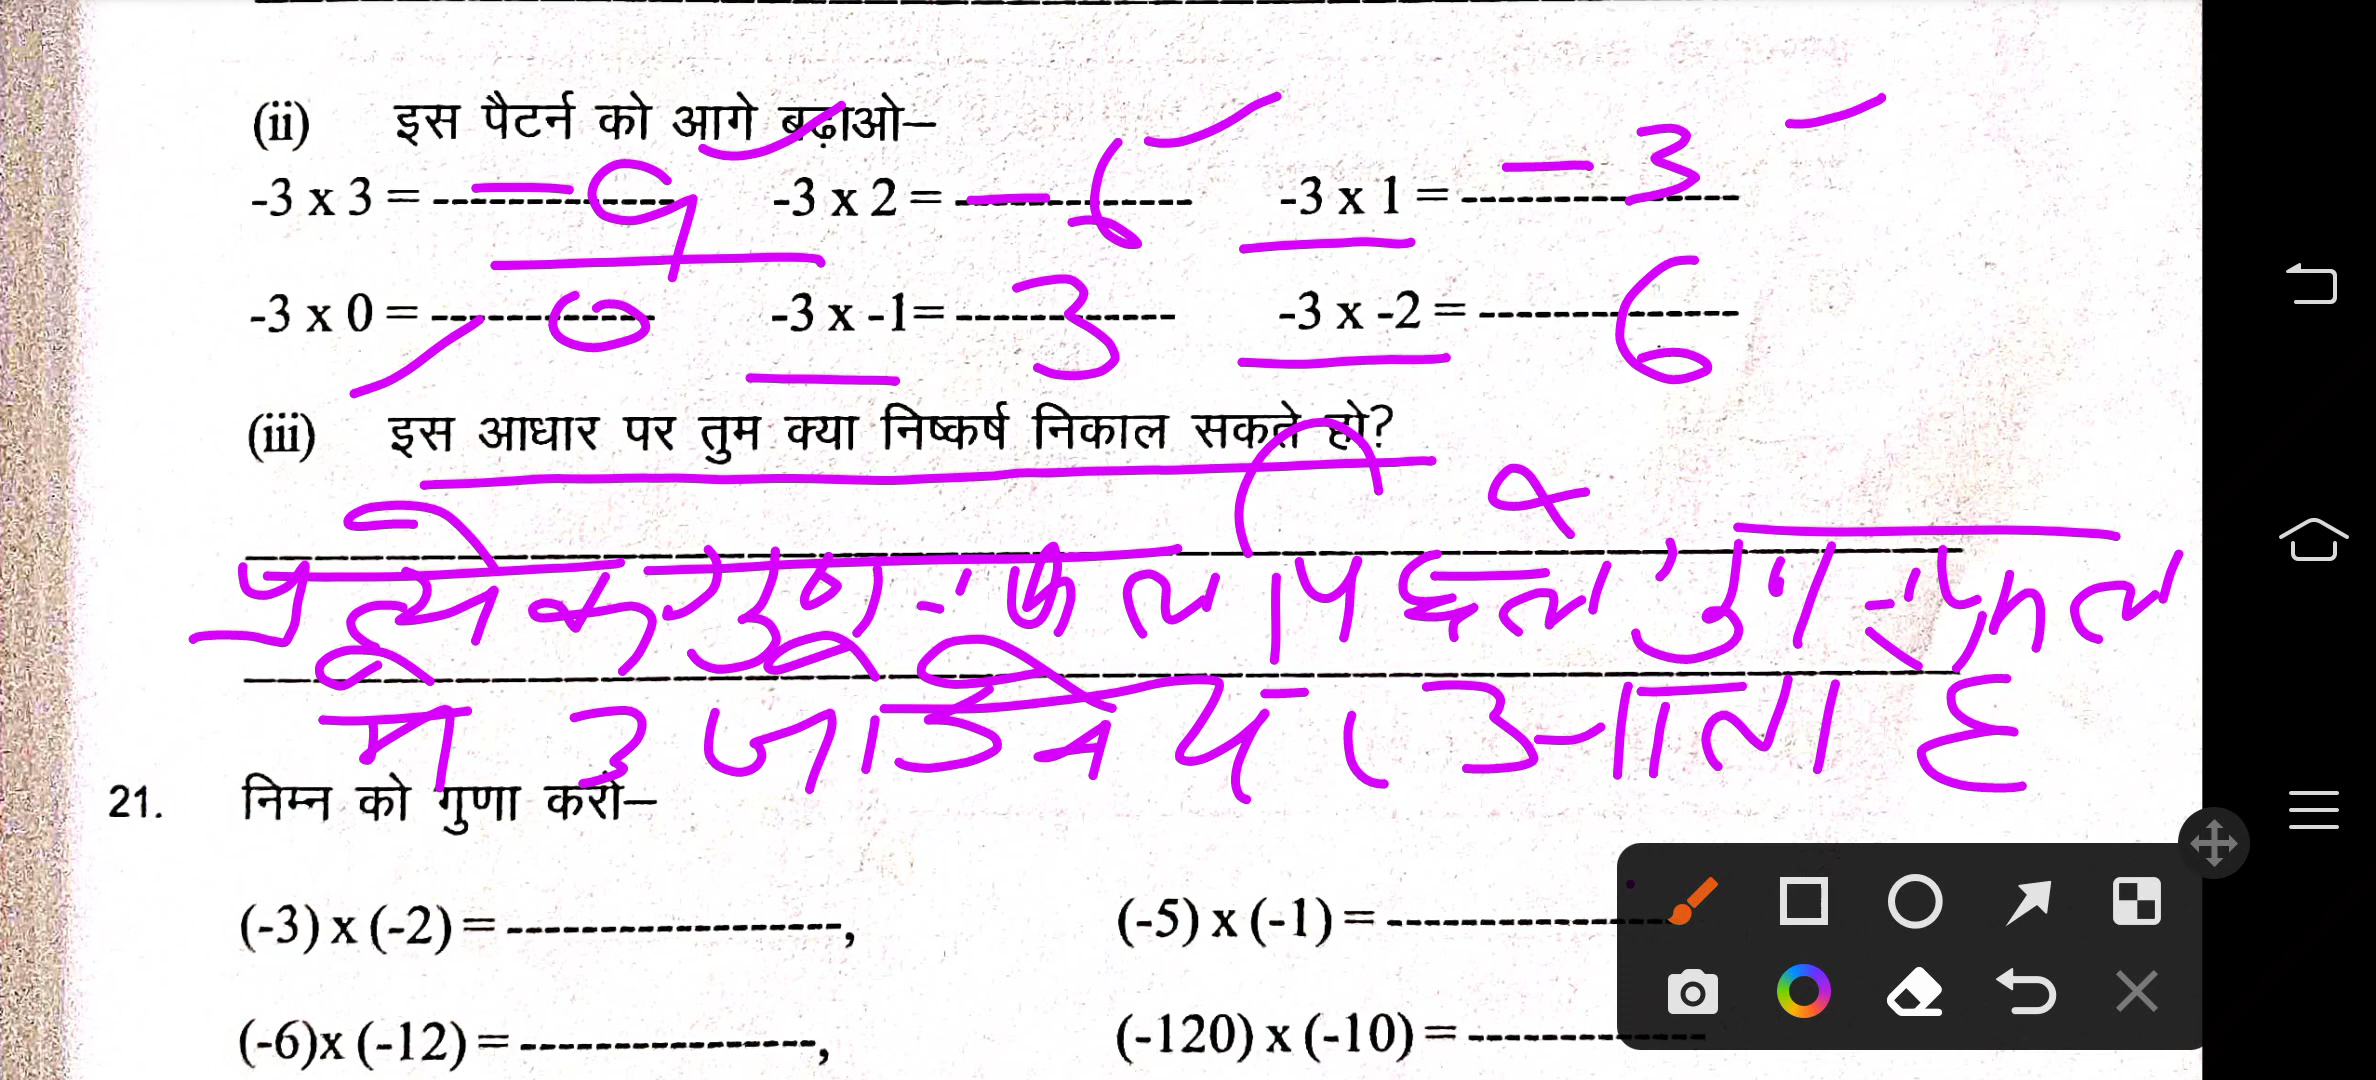 (ii) इस पैटर्न को आगे बढ़ाओ–
-3 x 3 = -9 -3 x 2 = -6 -3 x 1 = -3
-3 x 0 = 0 -3 x -1= 3 -3 x -2 = 6
(iii) इस आधार पर तुम क्या निष्कर्ष निकाल सकते हो?
प्रत्येक गुणनफल पिछले गुणनफल
में 3 जोड़ने पर आता है
21. निम्न को गुणा करो–
(-3) x (-2) = ------------------, (-5) x (-1) = ----------------
(-6)x (-12) = ----------------, (-120) x (-10) = -------------